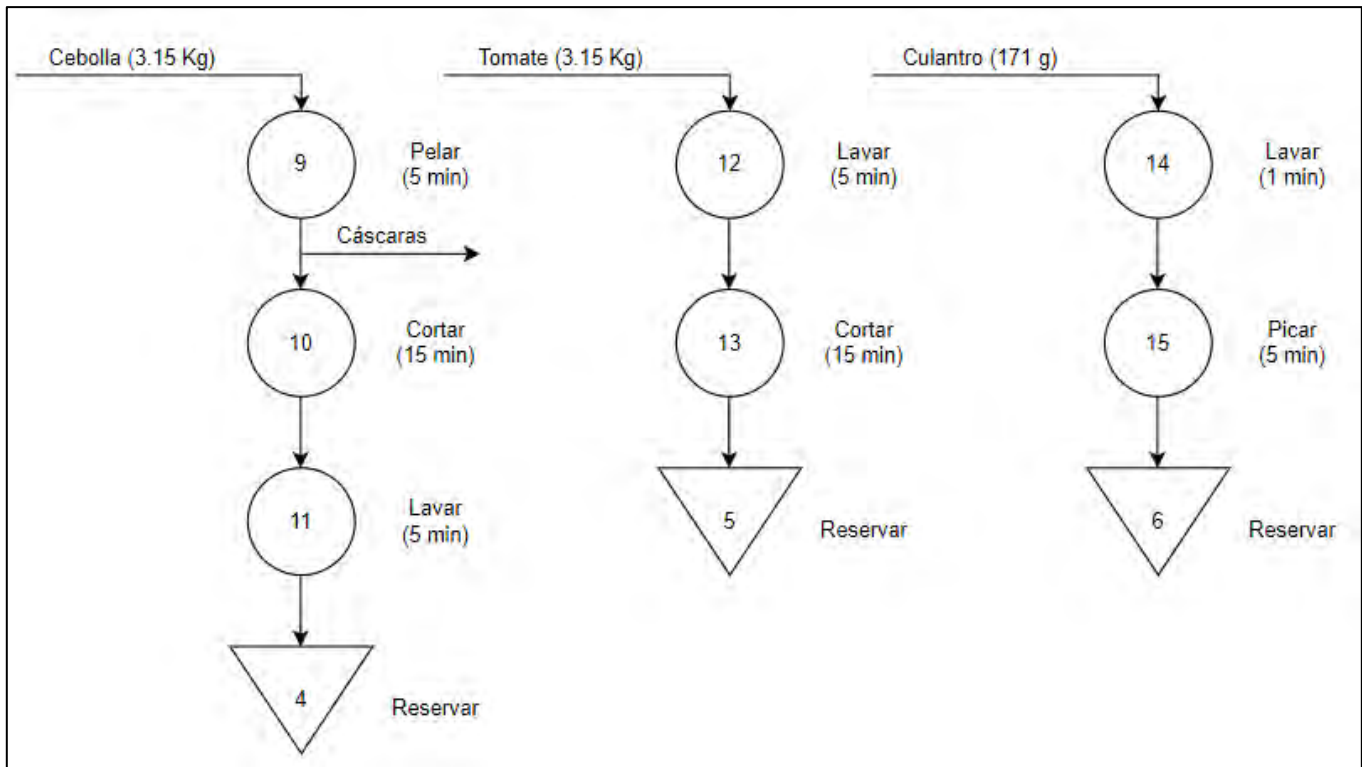 Cebolla (3.15 Kg)
9
Pelar
(5 min)
Cáscaras
10
Cortar
(15 min)
11
Lavar
(5 min)
4
Reservar
Tomate (3.15 Kg)
12
Lavar
(5 min)
13
Cortar
(15 min)
5
Reservar
Culantro (171 g)
14
Lavar
(1 min)
15
Picar
(5 min)
6
Reservar